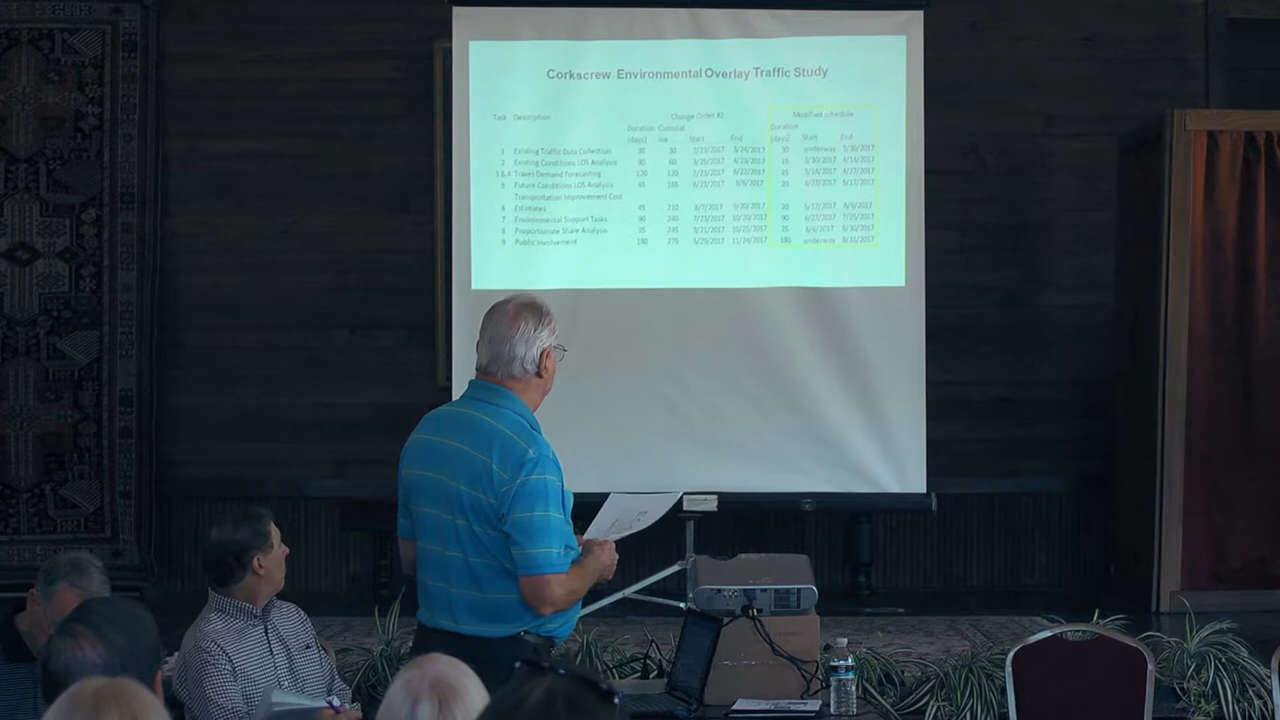 Corkscrew Environmental Overlay Traffic Study
Task Description Change Order #2 Modified schedule
Duration Cumulat Duration
(days) ive Start End (days) Start End
1 Existing Traffic Data Collection 30 30 2/23/2017 3/24/2017 30 underway 3/30/2017
2 Existing Conditions LOS Analysis 30 60 3/25/2017 4/23/2017 15 3/30/2017 4/14/2017
3 & 4 Travel Demand Forecasting 120 120 2/23/2017 6/22/2017 45 3/14/2017 4/27/2017
5 Future Conditions LOS Analysis 45 165 6/23/2017 8/6/2017 20 4/27/2017 5/17/2017
Transportation Improvement Cost
6 Estimates 45 210 8/7/2017 9/20/2017 20 5/17/2017 6/6/2017
7 Environmental Support Tasks 90 240 7/23/2017 10/20/2017 90 4/27/2017 7/25/2017
8 Proportionate Share Analysis 35 245 9/21/2017 10/25/2017 25 6/6/2017 6/30/2017
9 Public Involvement 180 275 5/29/2017 11/24/2017 180 underway 8/31/2017